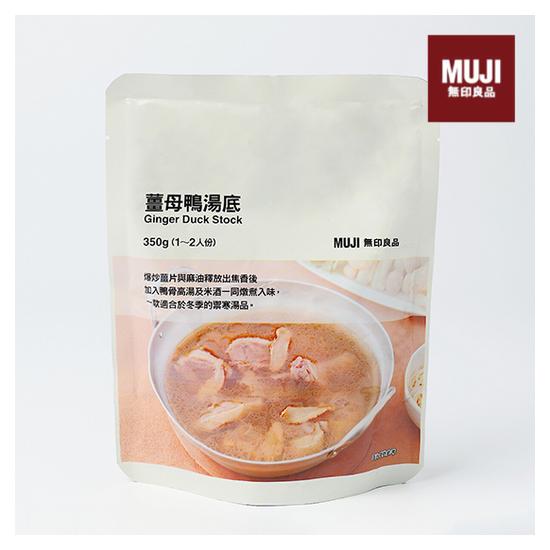 MUJI
無印良品
薑母鴨湯底
Ginger Duck Stock
350g (1～2人份)
MUJI 無印良品
爆炒薑片與麻油釋放出焦香後
加入鴨骨高湯及米酒一同燉煮入味，
一款適合於冬季的禦寒湯品。